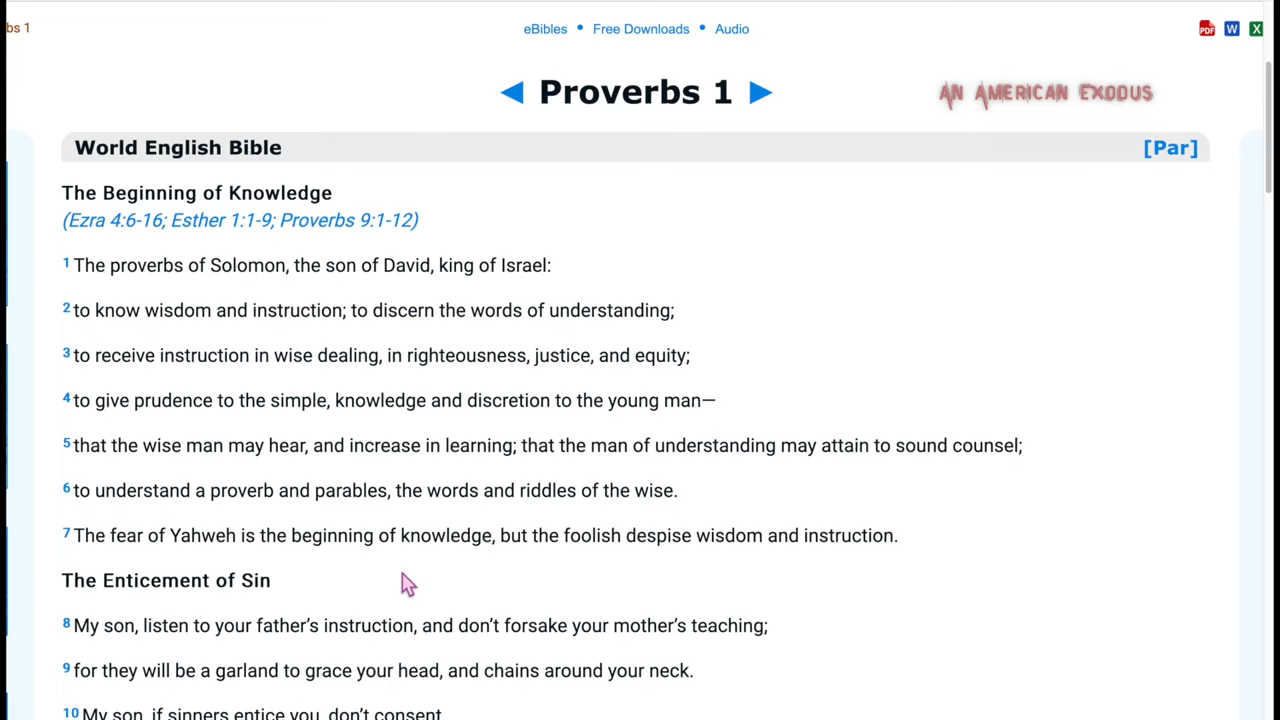 bs 1
eBibles • Free Downloads • Audio
PDF W X
◄ Proverbs 1 ►
AN AMERICAN EXODUS
World English Bible [Par]
The Beginning of Knowledge
(Ezra 4:6-16; Esther 1:1-9; Proverbs 9:1-12)
1 The proverbs of Solomon, the son of David, king of Israel:
2 to know wisdom and instruction; to discern the words of understanding;
3 to receive instruction in wise dealing, in righteousness, justice, and equity;
4 to give prudence to the simple, knowledge and discretion to the young man—
5 that the wise man may hear, and increase in learning; that the man of understanding may attain to sound counsel;
6 to understand a proverb and parables, the words and riddles of the wise.
7 The fear of Yahweh is the beginning of knowledge, but the foolish despise wisdom and instruction.
The Enticement of Sin
8 My son, listen to your father’s instruction, and don’t forsake your mother’s teaching;
9 for they will be a garland to grace your head, and chains around your neck.
10 My son, if sinners entice you, don’t consent.